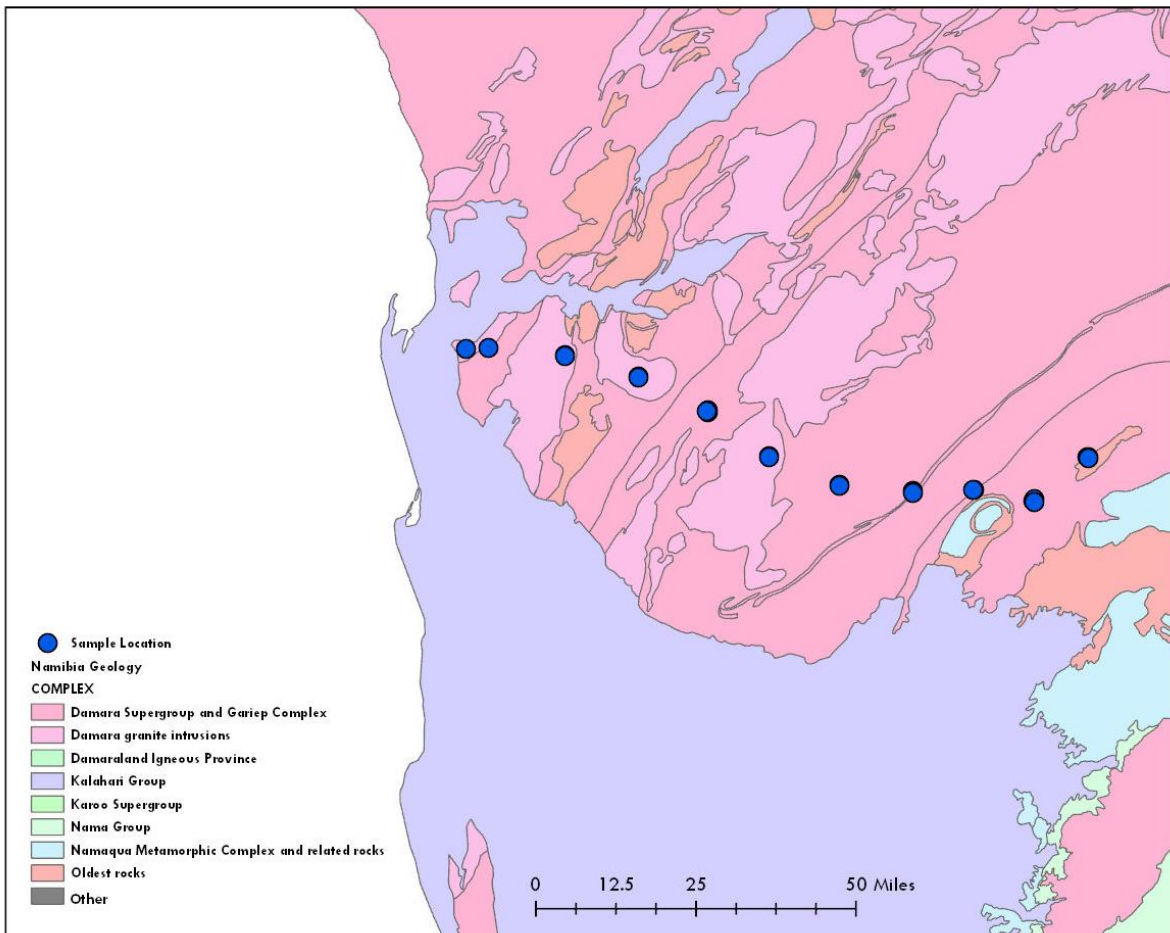 Sample Location
Namibia Geology
COMPLEX
Damara Supergroup and Gariep Complex
Damara granite intrusions
Damaraland Igneous Province
Kalahari Group
Karoo Supergroup
Nama Group
Namaqua Metamorphic Complex and related rocks
Oldest rocks
Other
0 12.5 25 50 Miles